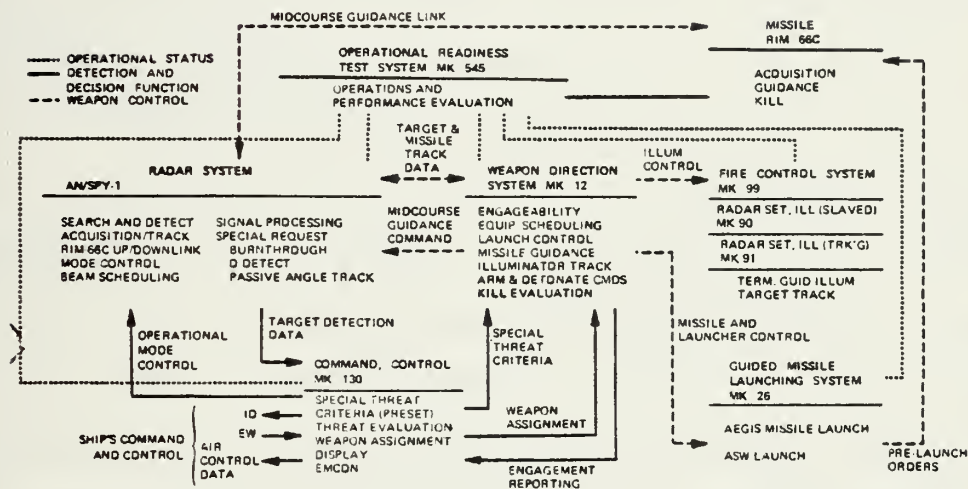 MIDCOURSE GUIDANCE LINK
MISSILE
RIM 66C
ACQUISITION
GUIDANCE
KILL
OPERATIONAL STATUS
DETECTION AND
DECISION FUNCTION
WEAPON CONTROL
OPERATIONAL READINESS
TEST SYSTEM MK 545
OPERATIONS AND
PERFORMANCE EVALUATION
TARGET &
MISSILE
TRACK
DATA
RADAR SYSTEM
AN/SPY-1
SEARCH AND DETECT
ACQUISITION/TRACK
RIM 66C UP/DOWNLINK
MODE CONTROL
BEAM SCHEDULING
SIGNAL PROCESSING
SPECIAL REQUEST
BURNTHROUGH
D DETECT
PASSIVE ANGLE TRACK
MIDCOURSE
GUIDANCE
COMMAND
WEAPON DIRECTION
SYSTEM MK 12
ENGEABILITY
EQUIP SCHEDULING
LAUNCH CONTROL
MISSILE GUIDANCE
ILLUMINATOR TRACK
ARM & DETONATE CMDS
KILL EVALUATION
ILLUM
CONTROL
FIRE CONTROL SYSTEM
MK 99
RADAR SET, ILL (SLAVED)
MK 90
RADAR SET, ILL (TRK'G)
MK 91
TERM. GUID ILLUM
TARGET TRACK
OPERATIONAL
MODE
CONTROL
TARGET DETECTION
DATA
SPECIAL
THREAT
CRITERIA
MISSILE AND
LAUNCHER CONTROL
COMMAND, CONTROL
MK 130
SPECIAL THREAT
CRITERIA (PRESET)
THREAT EVALUATION
WEAPON ASSIGNMENT
DISPLAY
EMCON
SHIP'S COMMAND
AND CONTROL
ID
EW
AIR
CONTROL
DATA
WEAPON
ASSIGNMENT
ENGAGEMENT
REPORTING
GUIDED MISSILE
LAUNCHING SYSTEM
MK 26
AEGIS MISSILE LAUNCH
ASW LAUNCH
PRE-LAUNCH
ORDERS